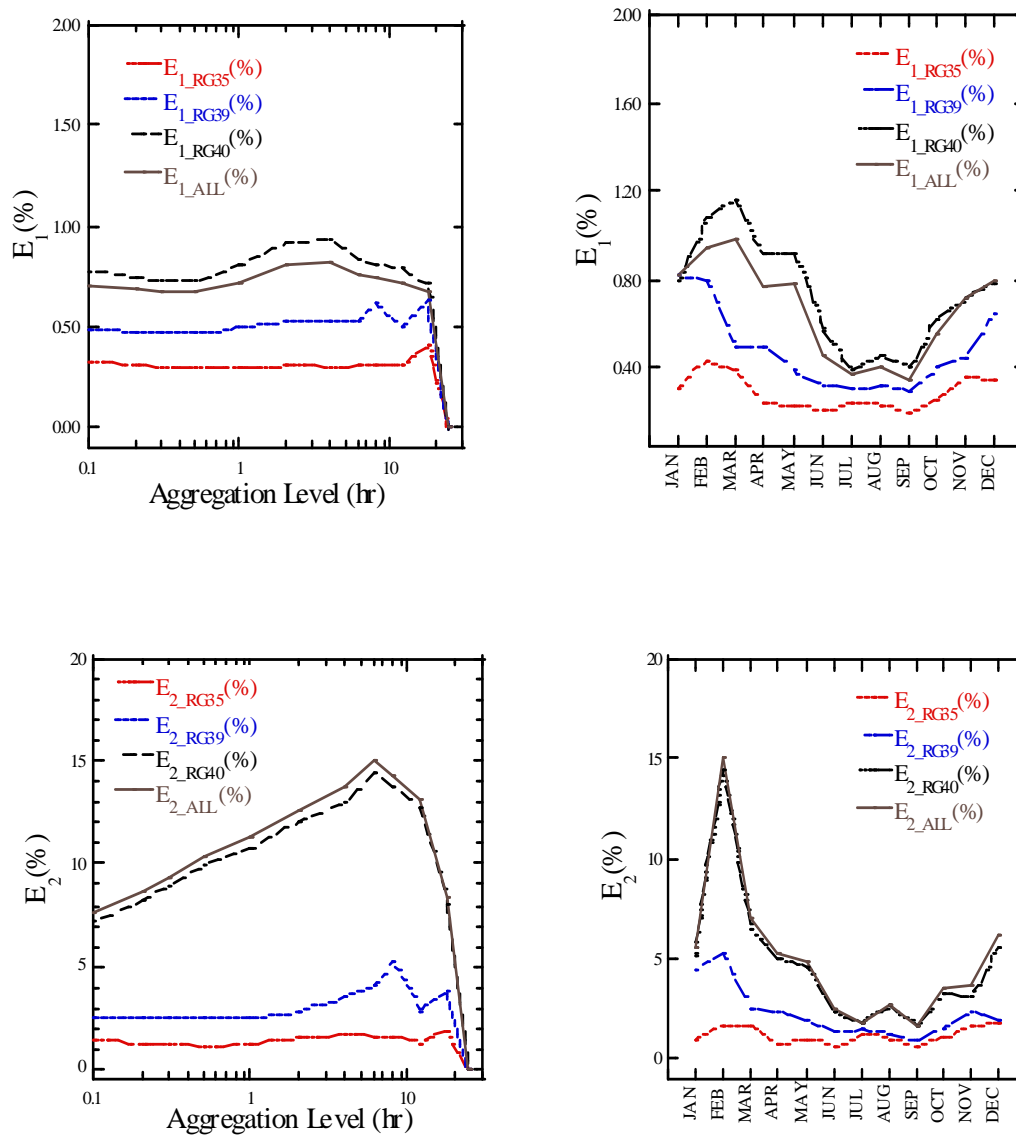 2.00
E1_RG35(%)
E1_RG39(%)
1.50
E1_RG40(%)
E1_ALL(%)
E1(%)
1.00
0.50
0.00
0.1 1 10
Aggregation Level (hr)
2.00
E1_RG35(%)
E1_RG39(%)
1.60
E1_RG40(%)
E1_ALL(%)
E1(%)
1.20
0.80
0.40
JAN FEB MAR APR MAY JUN JUL AUG SEP OCT NOV DEC
20
E2_RG35(%)
E2_RG39(%)
15
E2_RG40(%)
E2_ALL(%)
E2(%)
10
5
0
0.1 1 10
Aggregation Level (hr)
20
E2_RG35(%)
E2_RG39(%)
15
E2_RG40(%)
E2_ALL(%)
E2(%)
10
5
0
JAN FEB MAR APR MAY JUN JUL AUG SEP OCT NOV DEC